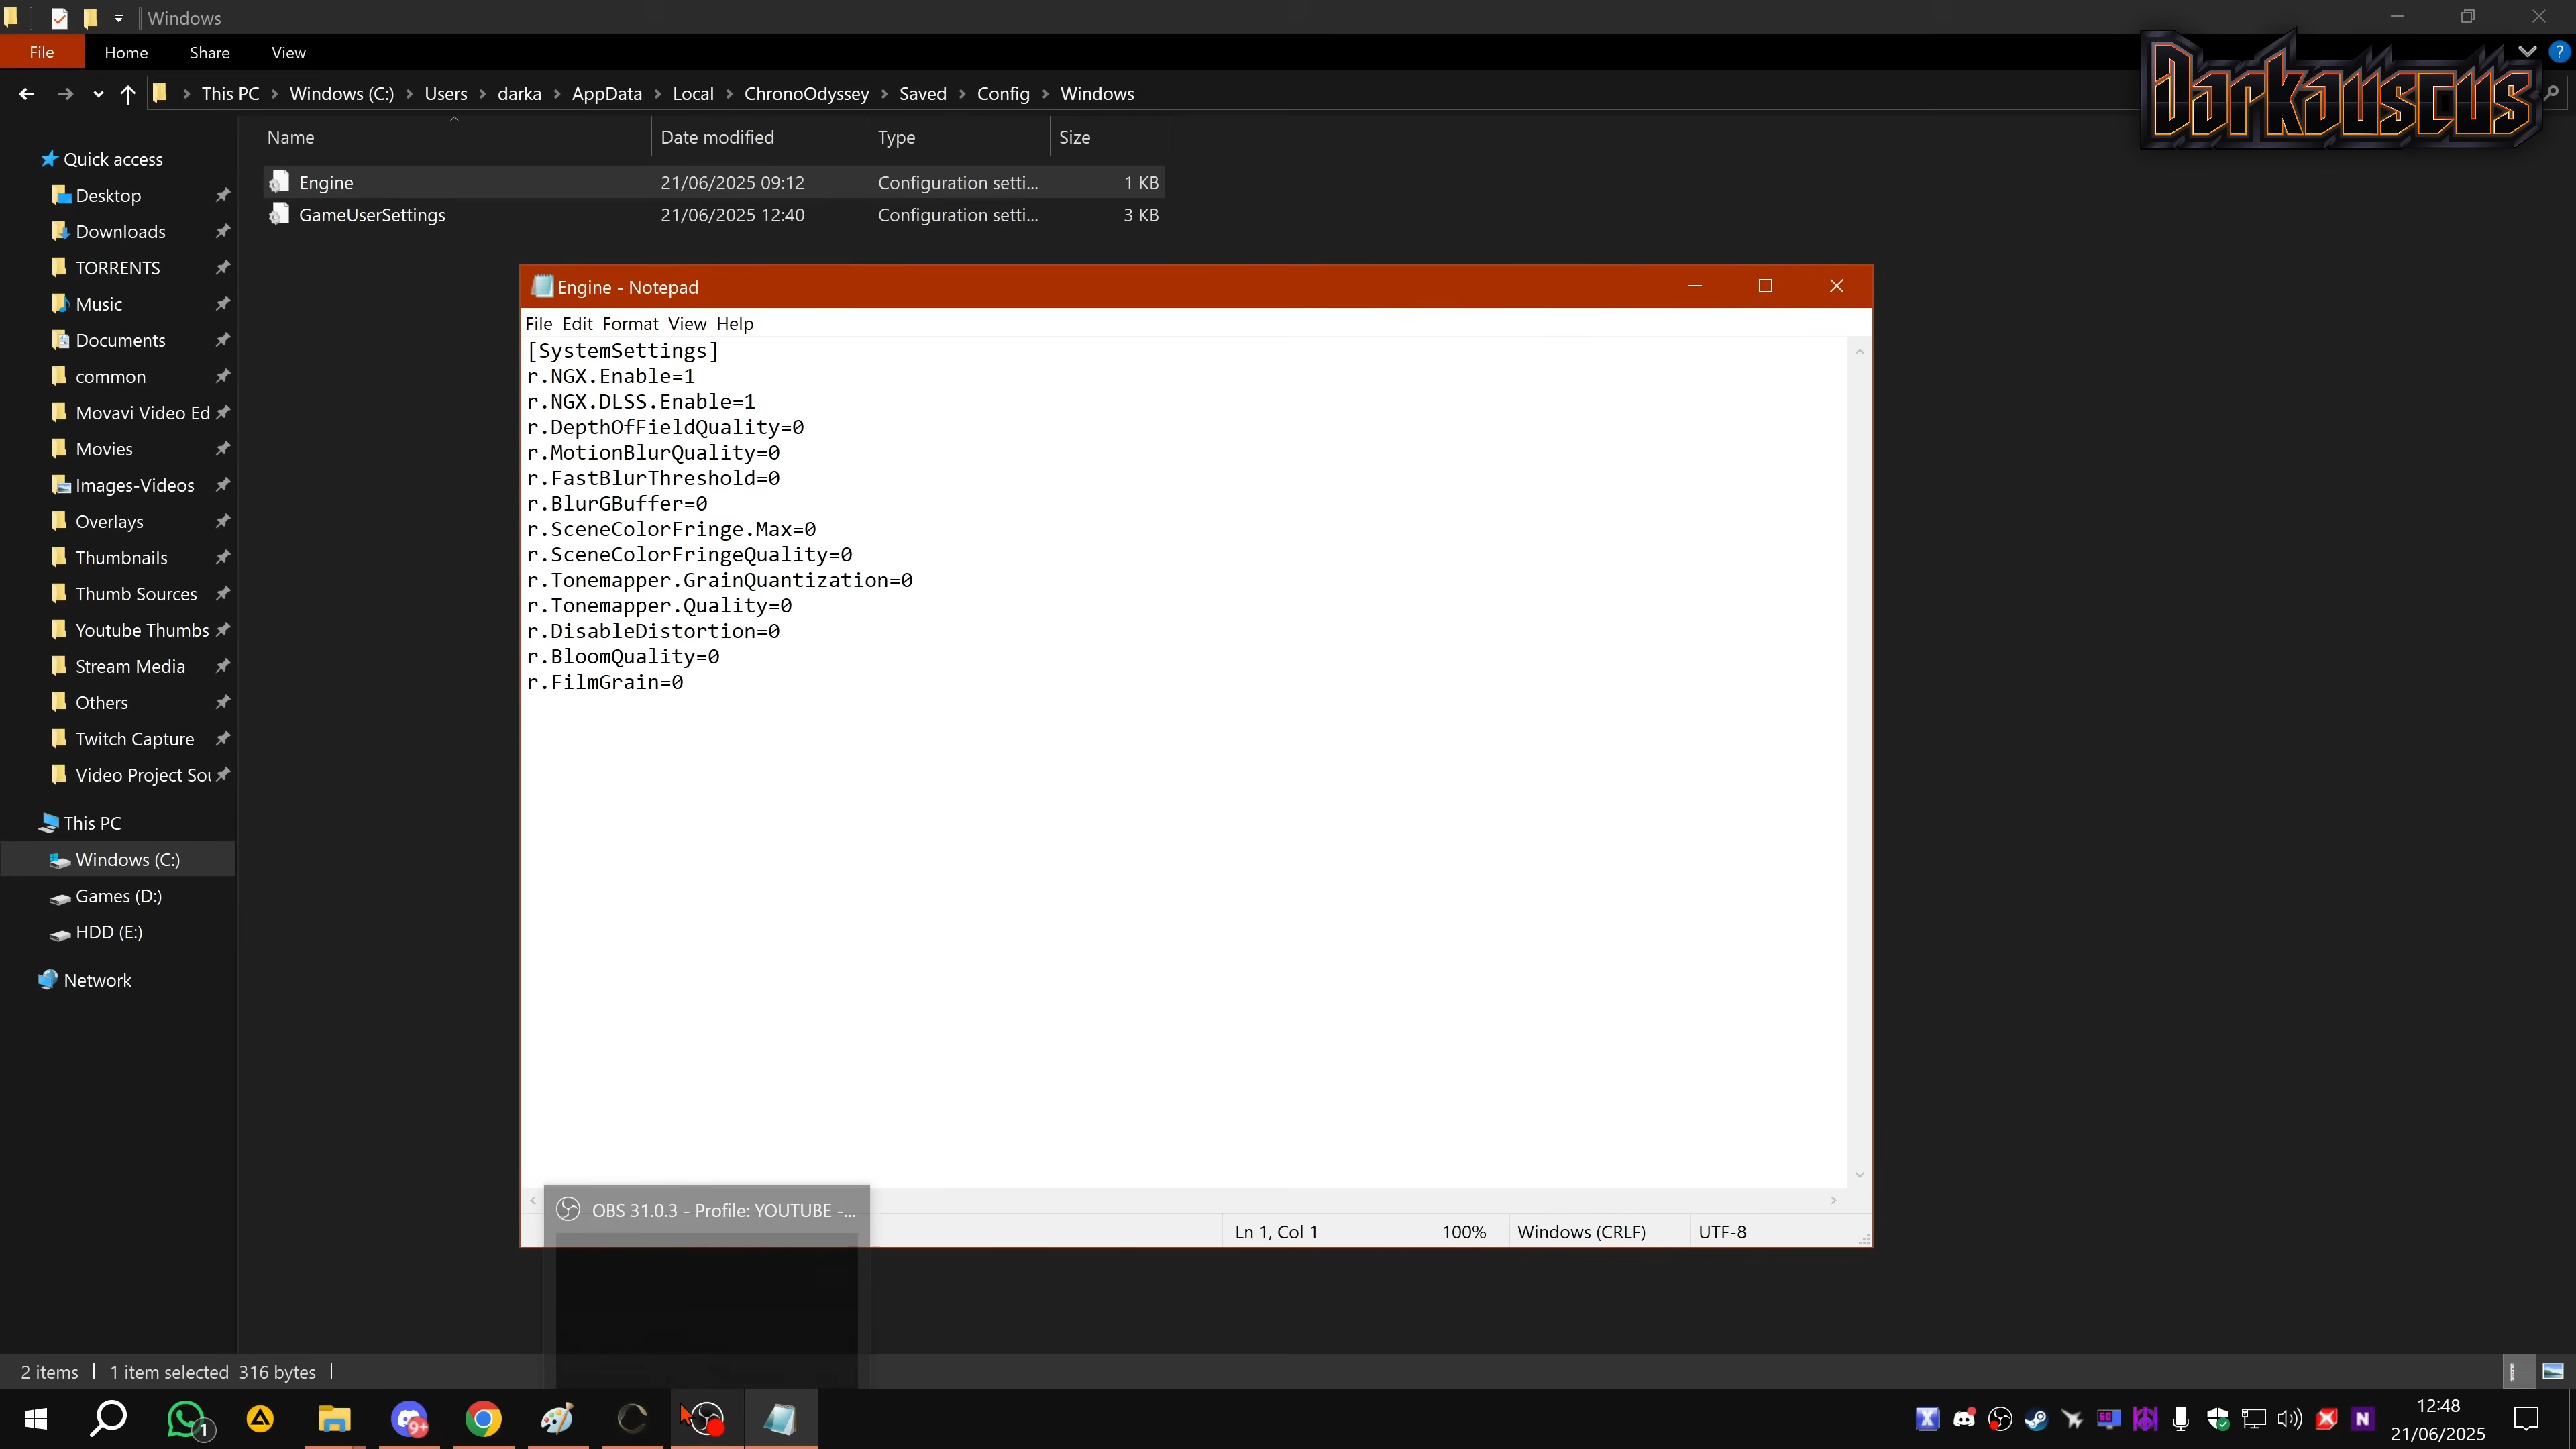 Windows
File Home Share View
This PC Windows (C:) Users darka AppData Local ChronoOdyssey Saved Config Windows
Darkauscus
Name Date modified Type Size
Engine 21/06/2025 09:12 Configuration setti... 1 KB
GameUserSettings 21/06/2025 12:40 Configuration setti... 3 KB
Quick access
Desktop
Downloads
TORRENTS
Music
Documents
common
Movavi Video Ed
Movies
Images-Videos
Overlays
Thumbnails
Thumb Sources
Youtube Thumbs
Stream Media
Others
Twitch Capture
Video Project Sou
This PC
Windows (C:)
Games (D:)
HDD (E:)
Network
Engine - Notepad
File Edit Format View Help
[SystemSettings]
r.NGX.Enable=1
r.NGX.DLSS.Enable=1
r.DepthOfFieldQuality=0
r.MotionBlurQuality=0
r.FastBlurThreshold=0
r.BlurGBuffer=0
r.SceneColorFringe.Max=0
r.SceneColorFringeQuality=0
r.Tonemapper.GrainQuantization=0
r.Tonemapper.Quality=0
r.DisableDistortion=0
r.BloomQuality=0
r.FilmGrain=0
OBS 31.0.3 - Profile: YOUTUBE -...
Ln 1, Col 1 100% Windows (CRLF) UTF-8
2 items 1 item selected 316 bytes
1 9+ X 60 N
12:48
21/06/2025